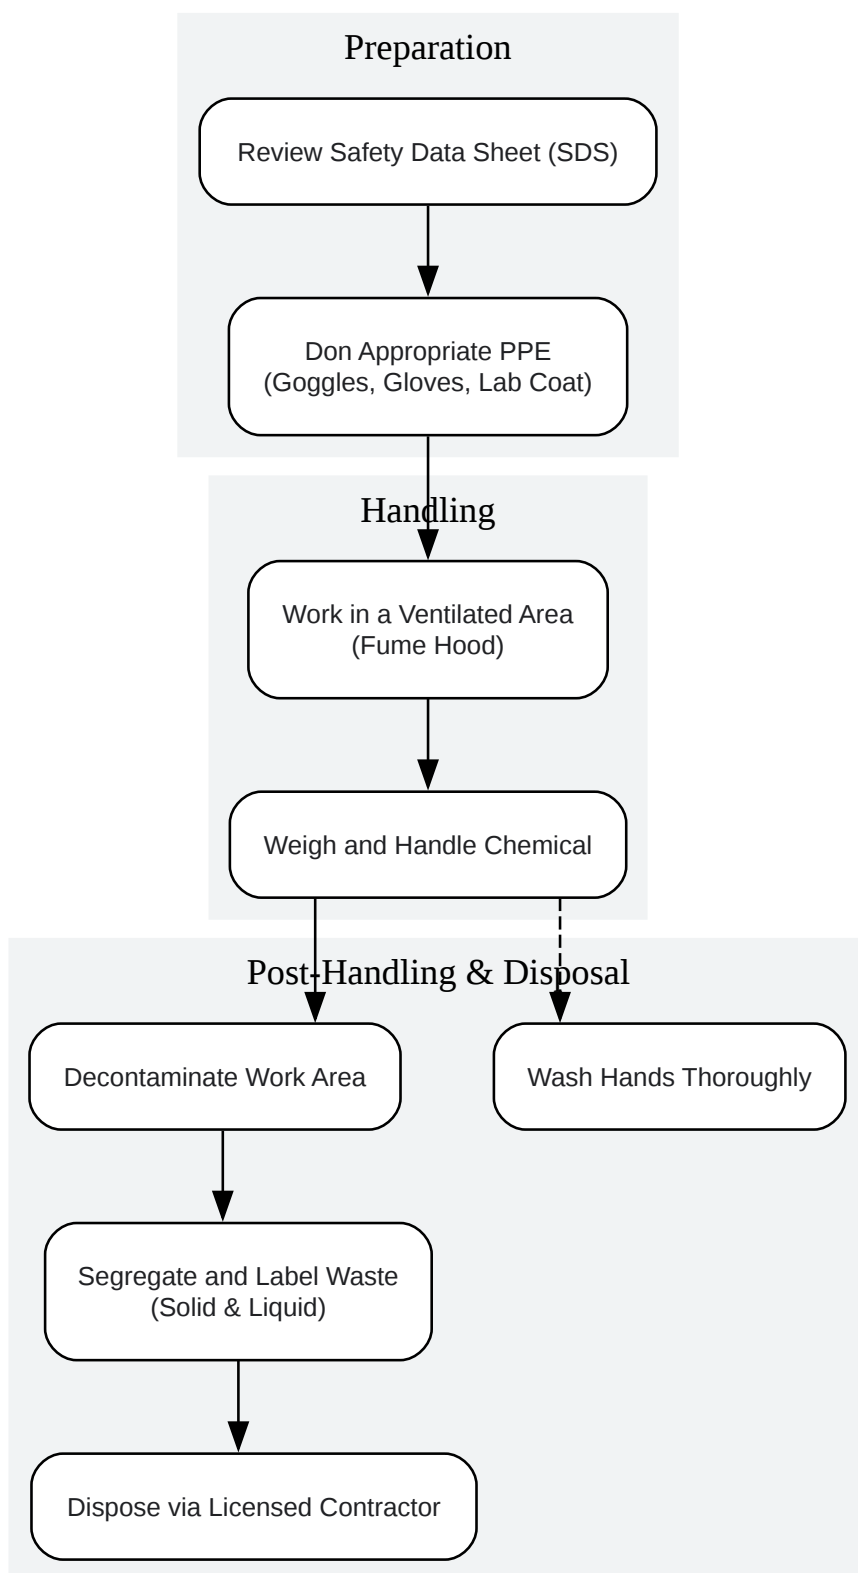 Preparation
Review Safety Data Sheet (SDS)
Don Appropriate PPE
(Goggles, Gloves, Lab Coat)
Handling
Work in a Ventilated Area
(Fume Hood)
Weigh and Handle Chemical
Post-Handling & Disposal
Decontaminate Work Area
Wash Hands Thoroughly
Segregate and Label Waste
(Solid & Liquid)
Dispose via Licensed Contractor